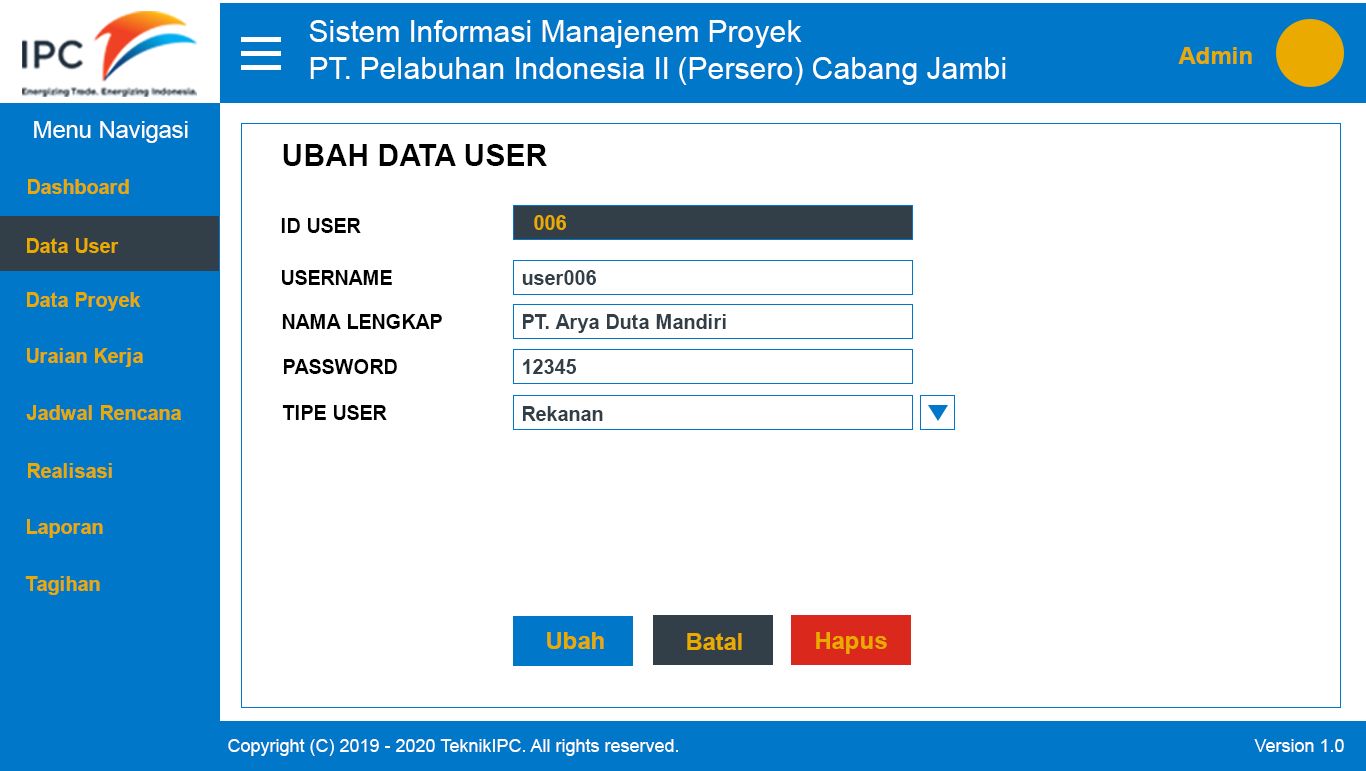 IPC
Energizing Trade. Energizing Indonesia.
Sistem Informasi Manajenem Proyek
PT. Pelabuhan Indonesia II (Persero) Cabang Jambi
Admin
Menu Navigasi
Dashboard
Data User
Data Proyek
Uraian Kerja
Jadwal Rencana
Realisasi
Laporan
Tagihan
UBAH DATA USER
ID USER 006
USERNAME user006
NAMA LENGKAP PT. Arya Duta Mandiri
PASSWORD 12345
TIPE USER Rekanan
Ubah Batal Hapus
Copyright (C) 2019 - 2020 TeknikIPC. All rights reserved. Version 1.0